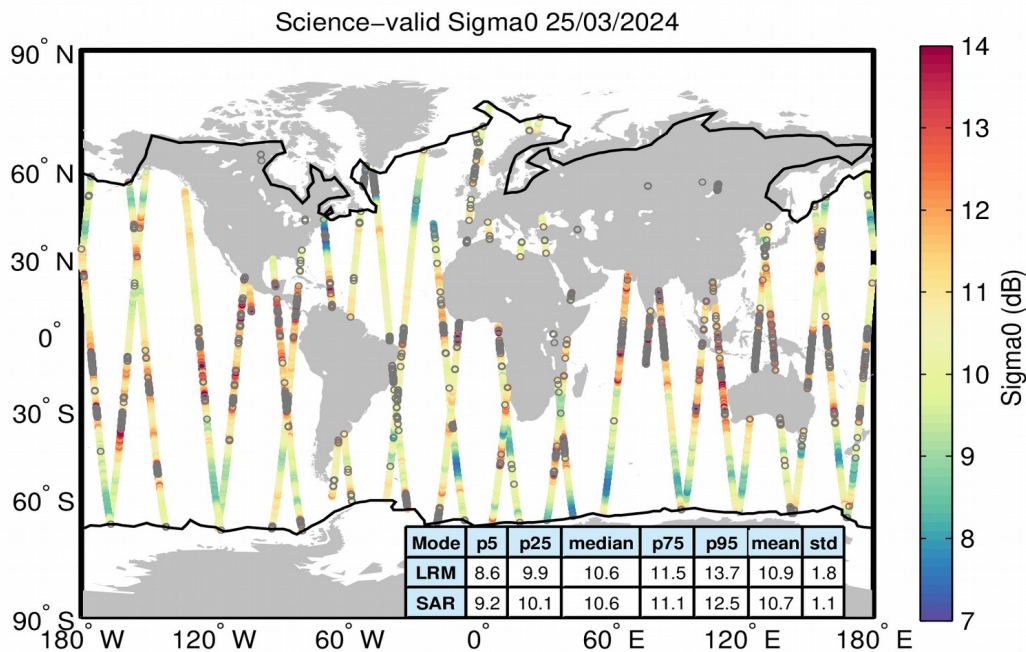 Science–valid Sigma0 25/03/2024
90° N
60° N
30° N
0°
30° S
60° S
90° S
180° W
120° W
60° W
0°
60° E
120° E
180° E
14
13
12
11
10
9
8
7
Sigma0 (dB)
Mode p5 p25 median p75 p95 mean std
LRM 8.6 9.9 10.6 11.5 13.7 10.9 1.8
SAR 9.2 10.1 10.6 11.1 12.5 10.7 1.1